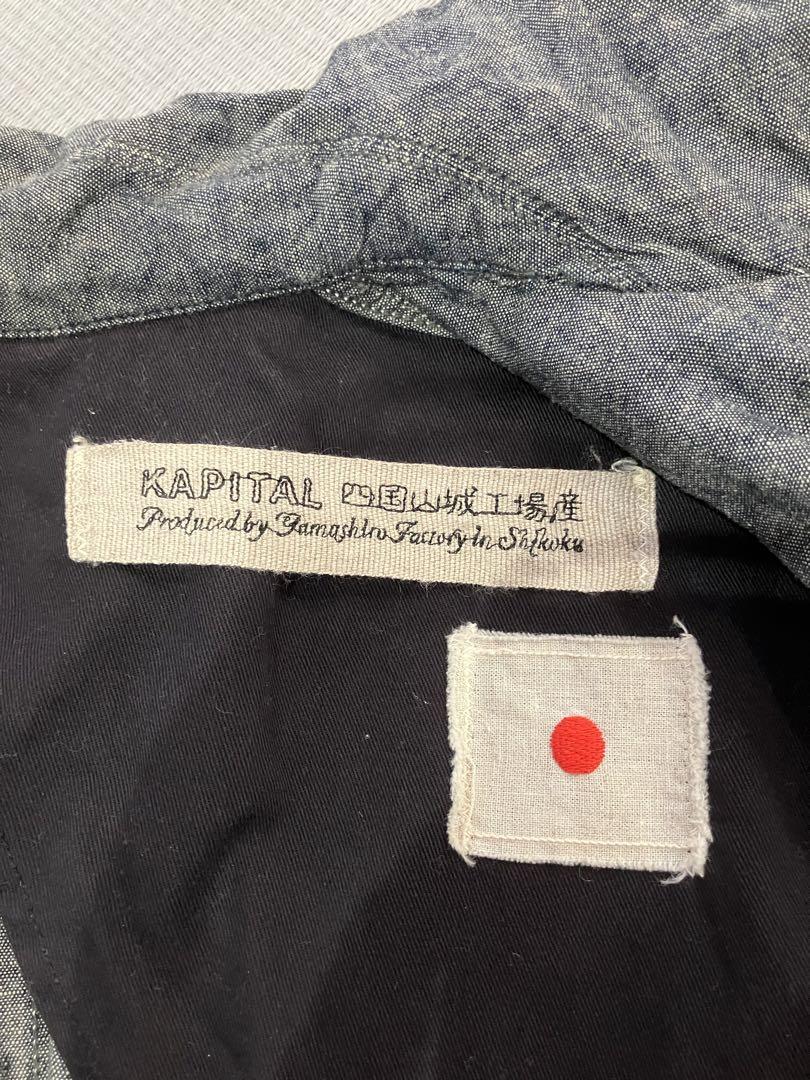 KAPITAL 四国山城工場産
Produced by Yamashiro Factory in Shikoku